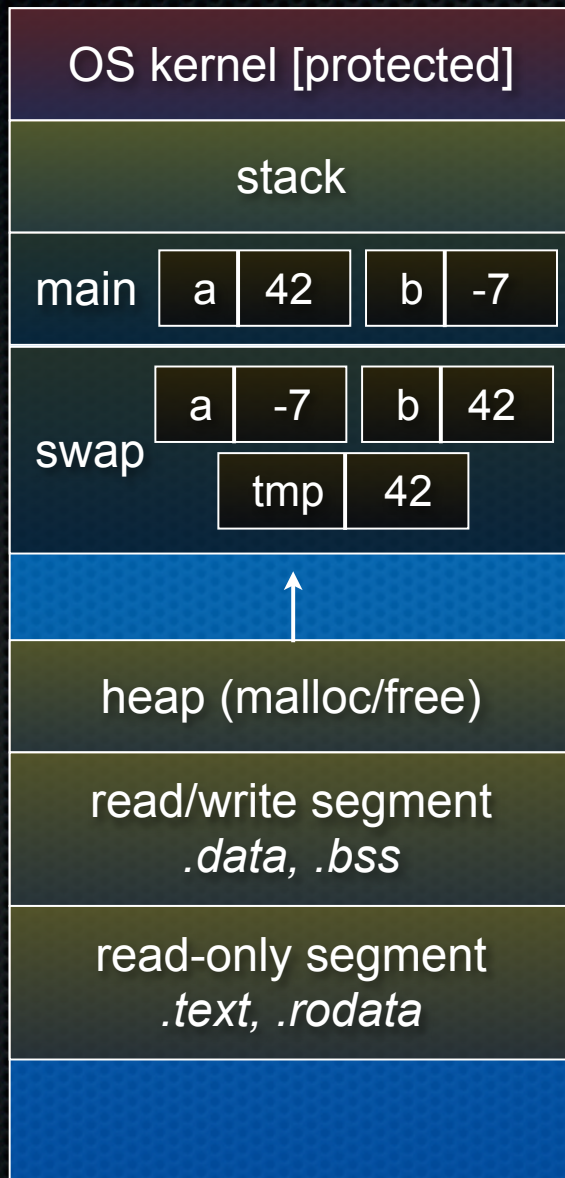 OS kernel [protected]
stack
main a 42 b -7
swap a -7 b 42
tmp 42
heap (malloc/free)
read/write segment
.data, .bss
read-only segment
.text, .rodata